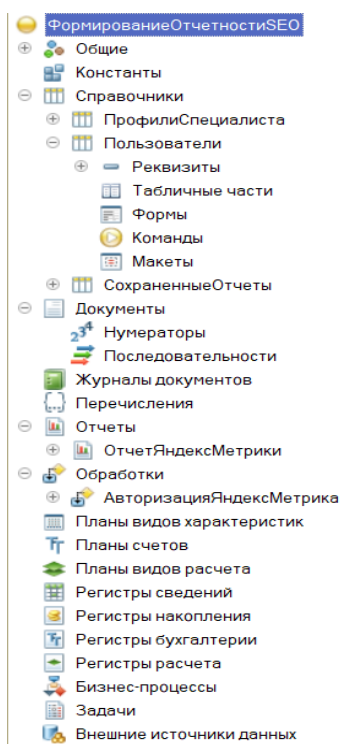 ФормированиеОтчетностиSEO
Общие
Константы
Справочники
ПрофилиСпециалиста
Пользователи
Реквизиты
Табличные части
Формы
Команды
Макеты
СохраненныеОтчеты
Документы
Нумераторы
Последовательности
Журналы документов
Перечисления
Отчеты
ОтчетЯндексМетрики
Обработки
АвторизацияЯндексМетрика
Планы видов характеристик
Планы счетов
Планы видов расчета
Регистры сведений
Регистры накопления
Регистры бухгалтерии
Регистры расчета
Бизнес-процессы
Задачи
Внешние источники данных